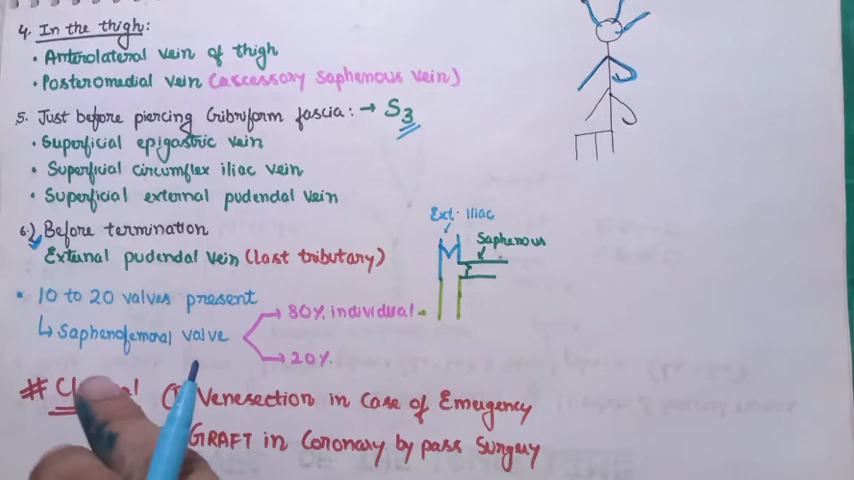 4. In the thigh:
• Anterolateral vein of thigh
• Posteromedial vein (ascessory saphenous vein)
5. Just before piercing Cribriform fascia: → S3
• Superficial epigastric vein
• Superficial circumflex iliac vein
• Superficial external pudendal vein
6.) Before termination
External pudendal vein (last tributary)
Ext. Iliac
Saphenous
• 10 to 20 valves present
↳ Saphenofemoral valve
→ 80% individual
→ 20%
#
① Venesection in Case of Emergency
GRAFT in Coronary by pass Surgery